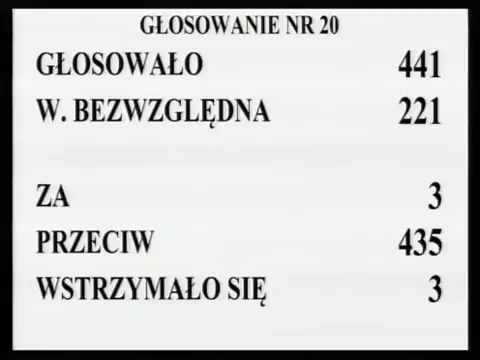 GŁOSOWANIE NR 20
GŁOSOWAŁO 441
W. BEZWZGLĘDNA 221
ZA 3
PRZECIW 435
WSTRZYMAŁO SIĘ 3